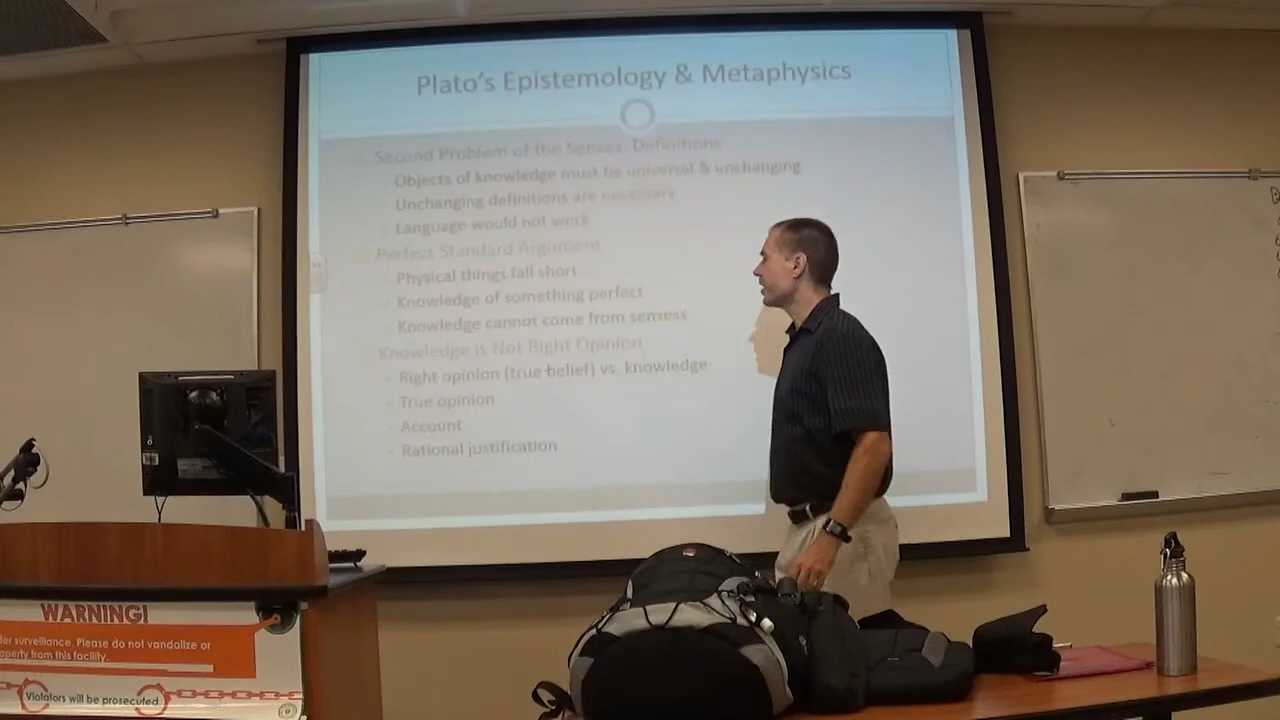 Plato's Epistemology & Metaphysics
Second Problem of the Senses: Definitions
Objects of knowledge must be universal & unchanging
Unchanging definitions are necessary
Language would not work
Perfect Standard Argument
Physical things fall short
Knowledge of something perfect
Knowledge cannot come from sensess
Knowledge is Not Right Opinion
Right opinion (true belief) vs. knowledge
True opinion
Account
Rational justification
WARNING!
der surveillance. Please do not vandalize or
operty from this facility.
Violators will be prosecuted.